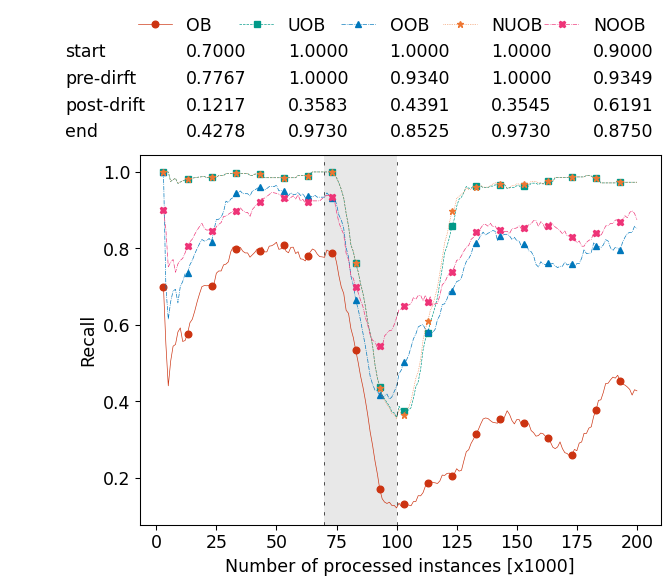 OB UOB OOB NUOB NOOB
start 0.7000 1.0000 1.0000 1.0000 0.9000
pre-dirft 0.7767 1.0000 0.9340 1.0000 0.9349
post-drift 0.1217 0.3583 0.4391 0.3545 0.6191
end 0.4278 0.9730 0.8525 0.9730 0.8750
1.0
0.8
0.6
0.4
0.2
Recall
0 25 50 75 100 125 150 175 200
Number of processed instances [x1000]